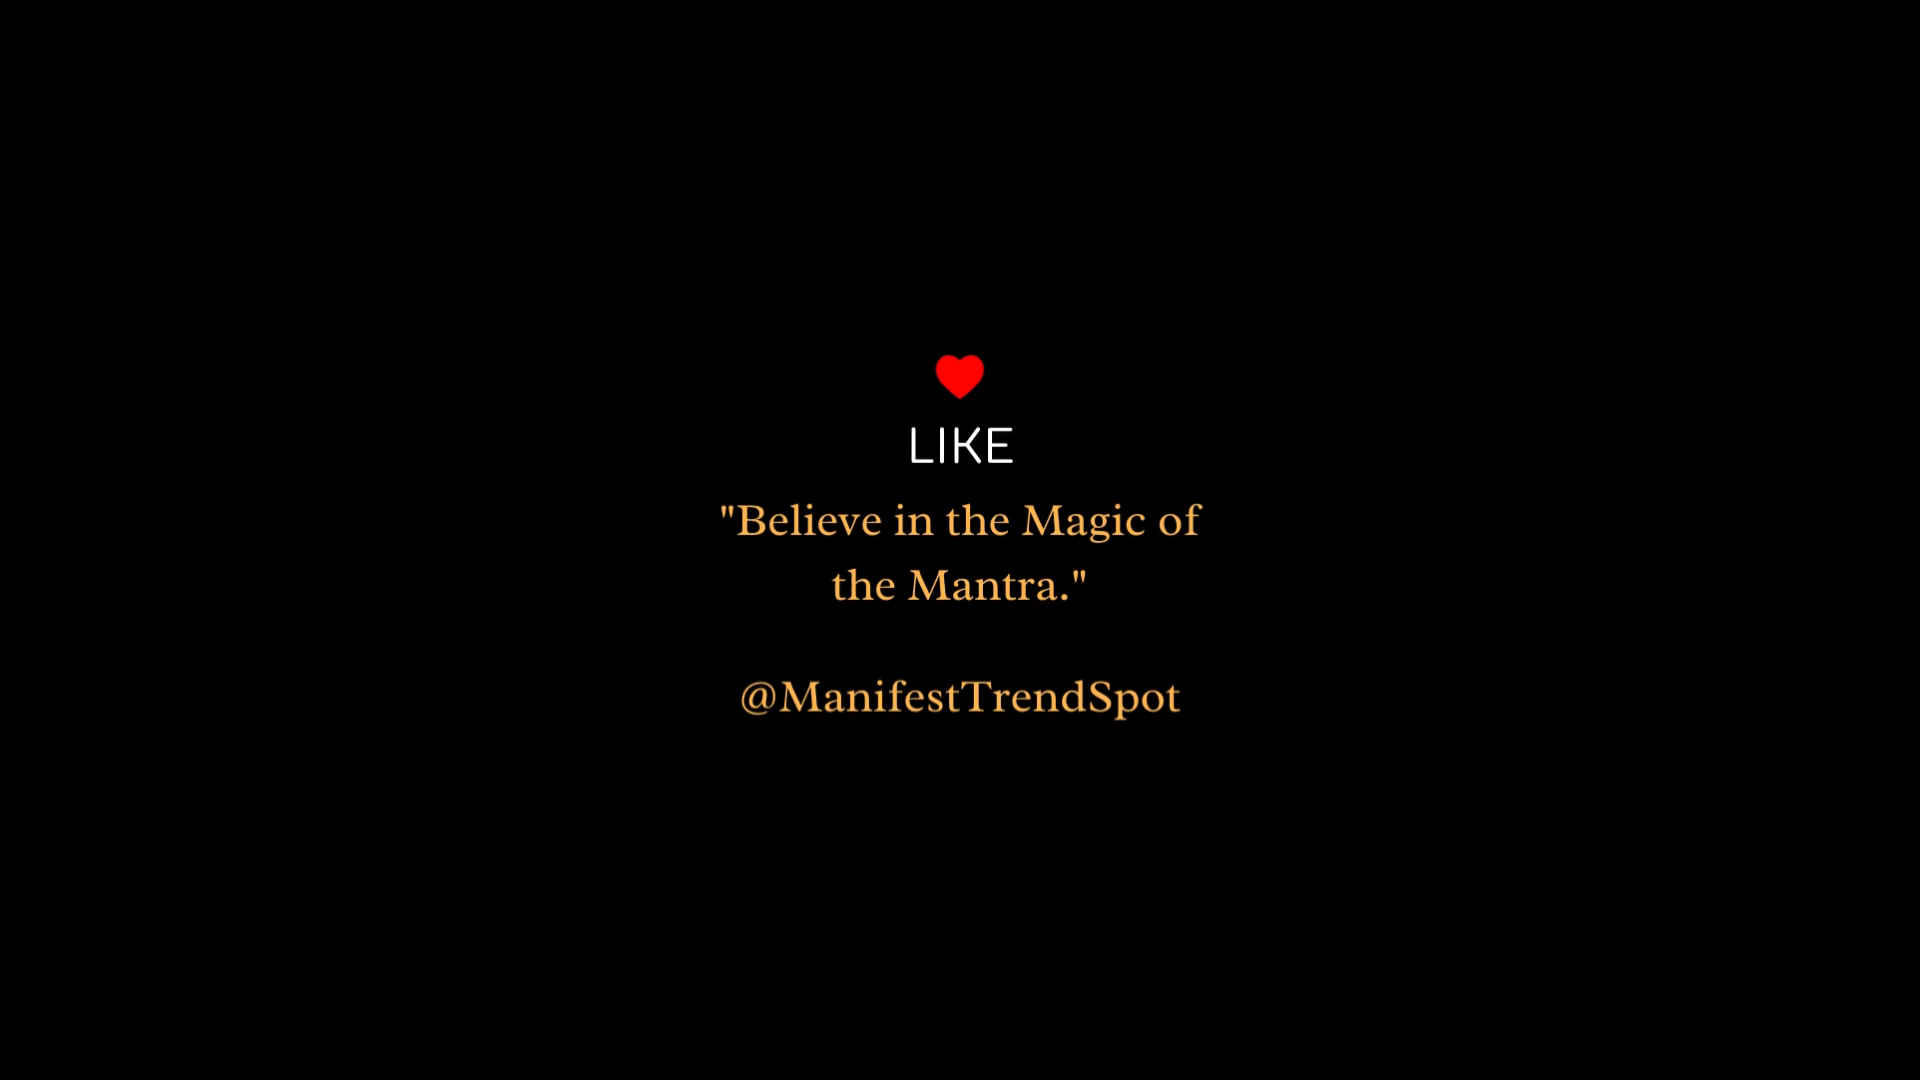 LIKE
"Believe in the Magic of
the Mantra."
@ManifestTrendSpot